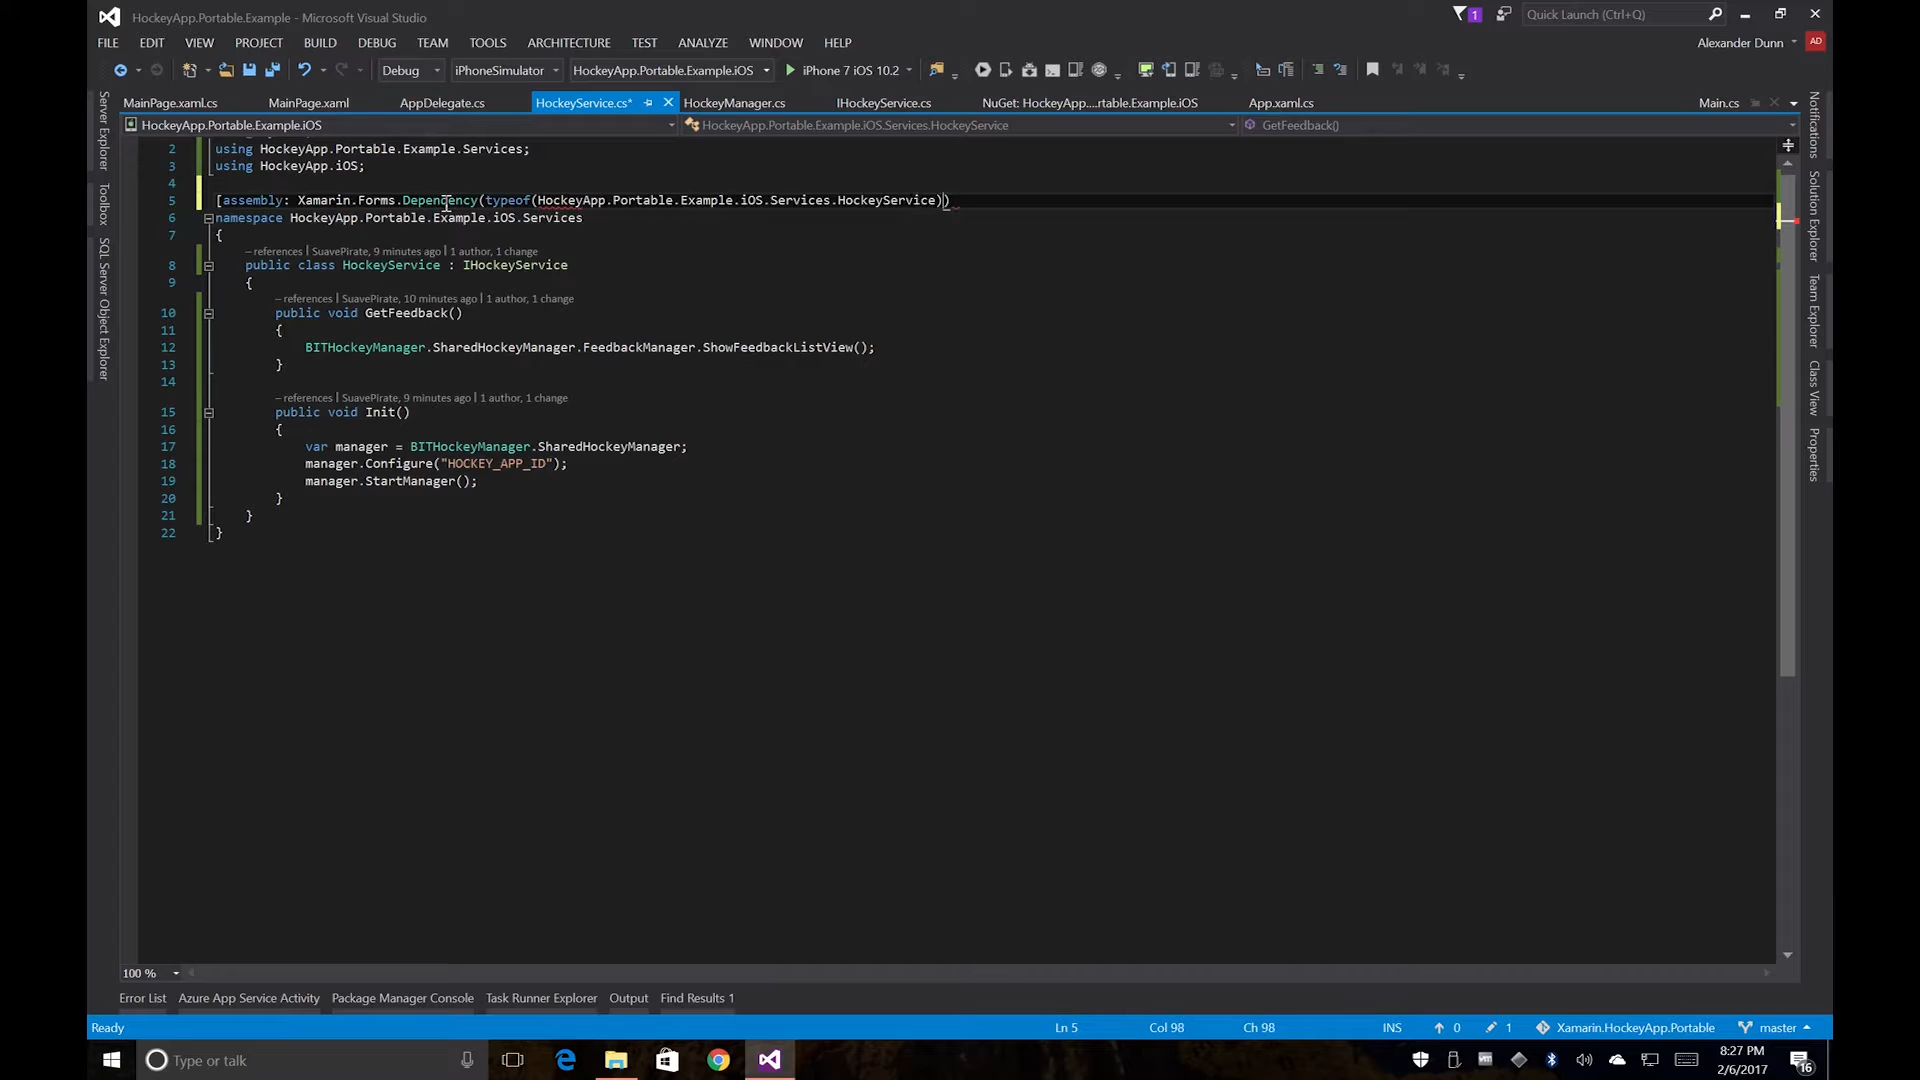 HockeyApp.Portable.Example - Microsoft Visual Studio
1
Quick Launch (Ctrl+Q)
FILE EDIT VIEW PROJECT BUILD DEBUG TEAM TOOLS ARCHITECTURE TEST ANALYZE WINDOW HELP
Alexander Dunn AD
Debug iPhoneSimulator HockeyApp.Portable.Example.iOS iPhone 7 iOS 10.2
MainPage.xaml.cs MainPage.xaml AppDelegate.cs HockeyService.cs* HockeyManager.cs IHockeyService.cs NuGet: HockeyApp....rtable.Example.iOS App.xaml.cs Main.cs
HockeyApp.Portable.Example.iOS HockeyApp.Portable.Example.iOS.Services.HockeyService GetFeedback()
Server Explorer
Toolbox
SQL Server Object Explorer
2 using HockeyApp.Portable.Example.Services;
3 using HockeyApp.iOS;
4
5 [assembly: Xamarin.Forms.Dependency(typeof(HockeyApp.Portable.Example.iOS.Services.HockeyService))
6 namespace HockeyApp.Portable.Example.iOS.Services
7 {
– references | SuavePirate, 9 minutes ago | 1 author, 1 change
8 public class HockeyService : IHockeyService
9 {
– references | SuavePirate, 10 minutes ago | 1 author, 1 change
10 public void GetFeedback()
11 {
12 BITHockeyManager.SharedHockeyManager.FeedbackManager.ShowFeedbackListView();
13 }
14
– references | SuavePirate, 9 minutes ago | 1 author, 1 change
15 public void Init()
16 {
17 var manager = BITHockeyManager.SharedHockeyManager;
18 manager.Configure("HOCKEY_APP_ID");
19 manager.StartManager();
20 }
21 }
22 }
Notifications
Solution Explorer
Team Explorer
Class View
Properties
100 %
Error List Azure App Service Activity Package Manager Console Task Runner Explorer Output Find Results 1
Ready Ln 5 Col 98 Ch 98 INS 0 1 Xamarin.HockeyApp.Portable master
Type or talk
8:27 PM
2/6/2017
16